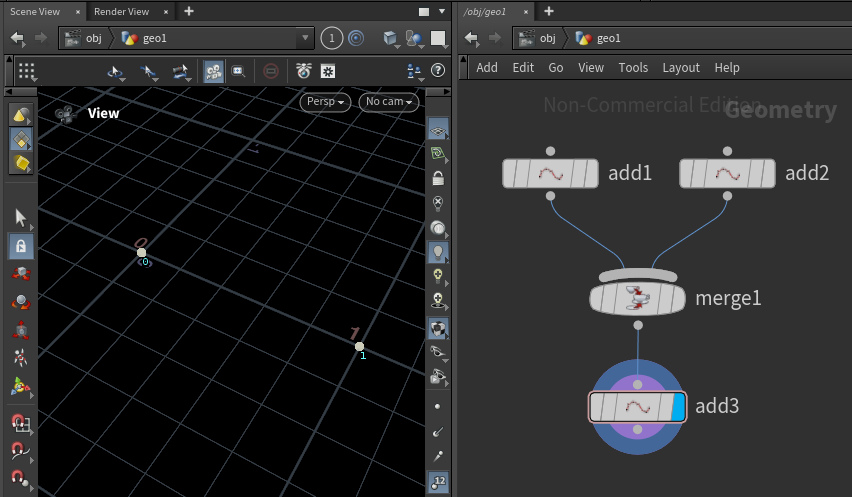 Scene View × Render View × +
/obj/geo1 × +
obj geo1 1
obj geo1
Add Edit Go View Tools Layout Help
View
Persp No cam
Non-Commercial Edition
Geometry
add1 add2
0
0
merge1
1
1
add3
12